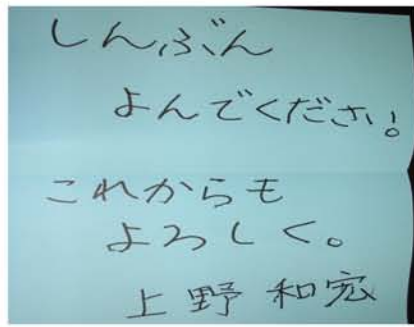 しんぶん
よんでください。
これからも
よろしく。
上野和宏